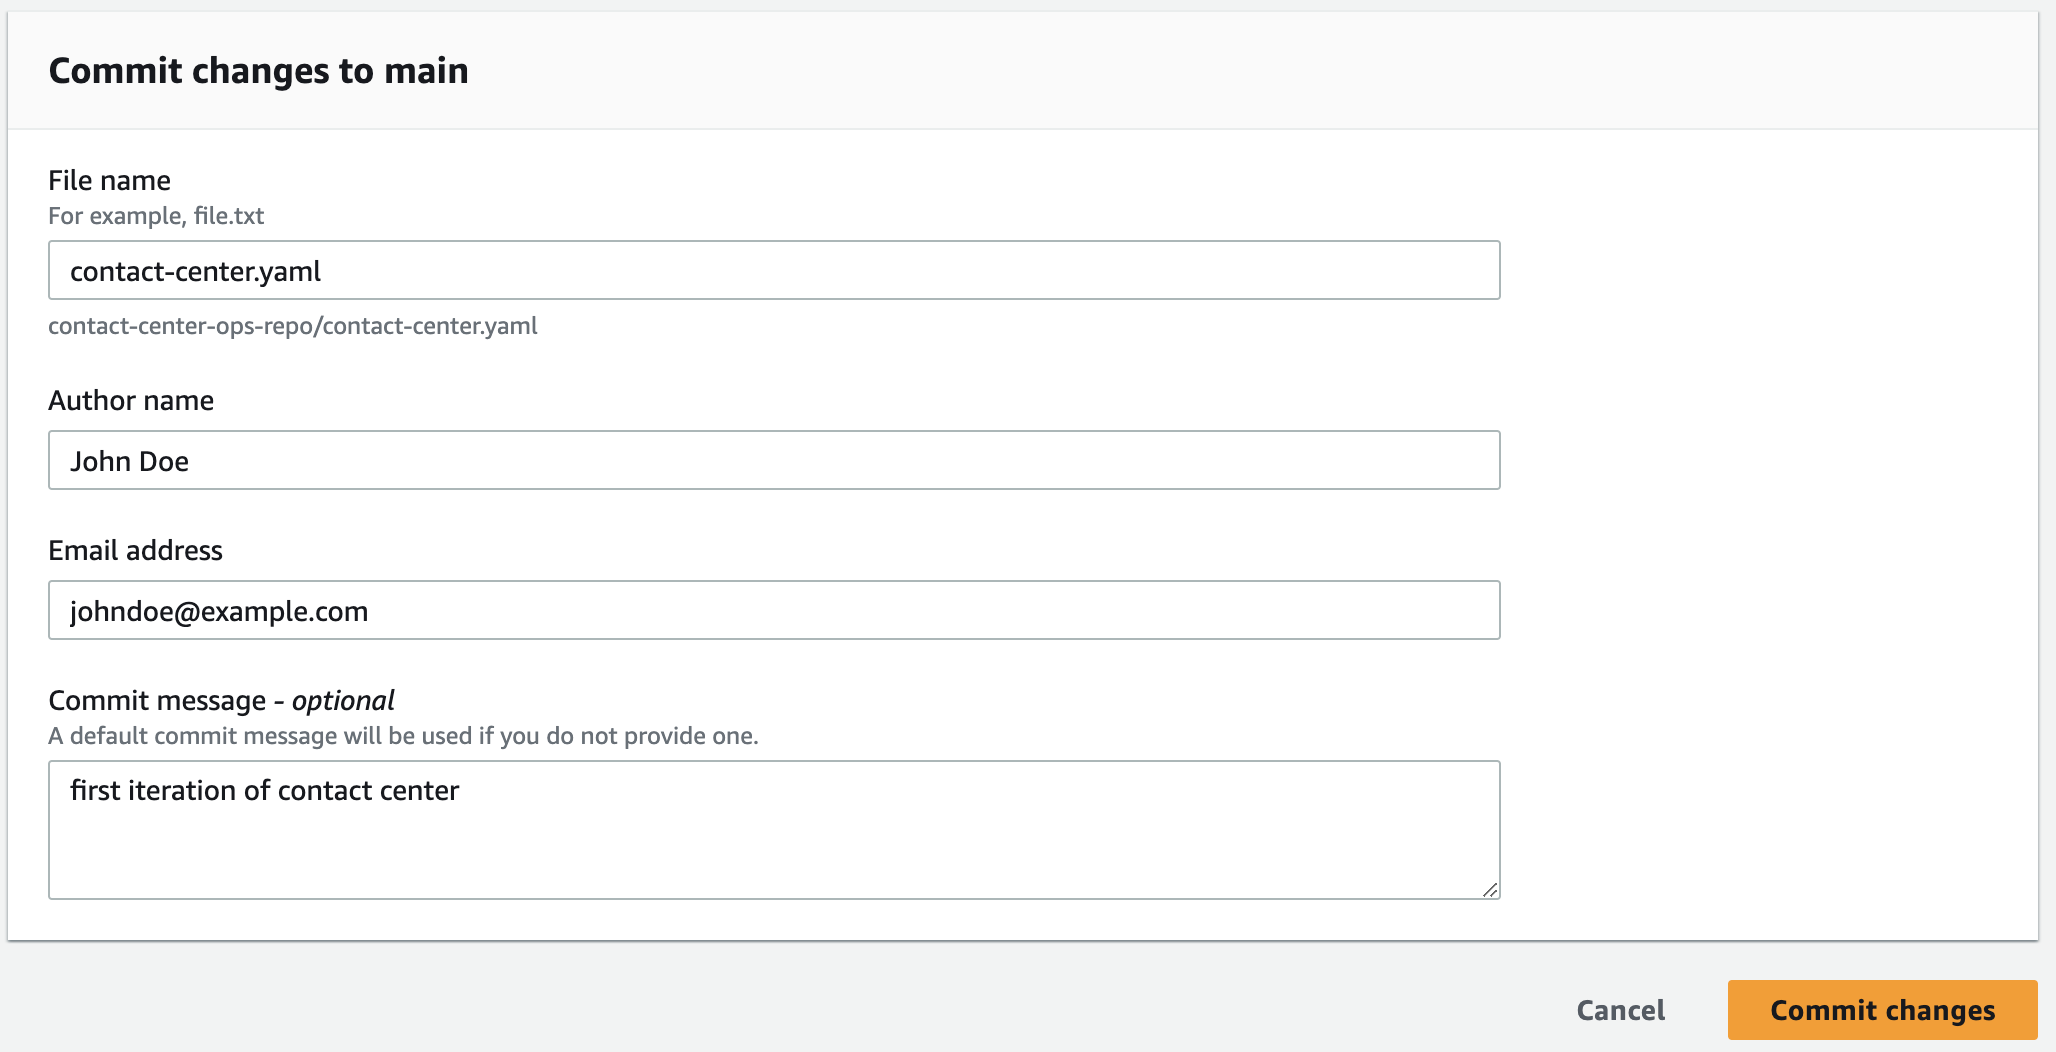 Commit changes to main
File name
For example, file.txt
contact-center.yaml
contact-center-ops-repo/contact-center.yaml
Author name
John Doe
Email address
johndoe@example.com
Commit message - optional
A default commit message will be used if you do not provide one.
first iteration of contact center
Cancel
Commit changes